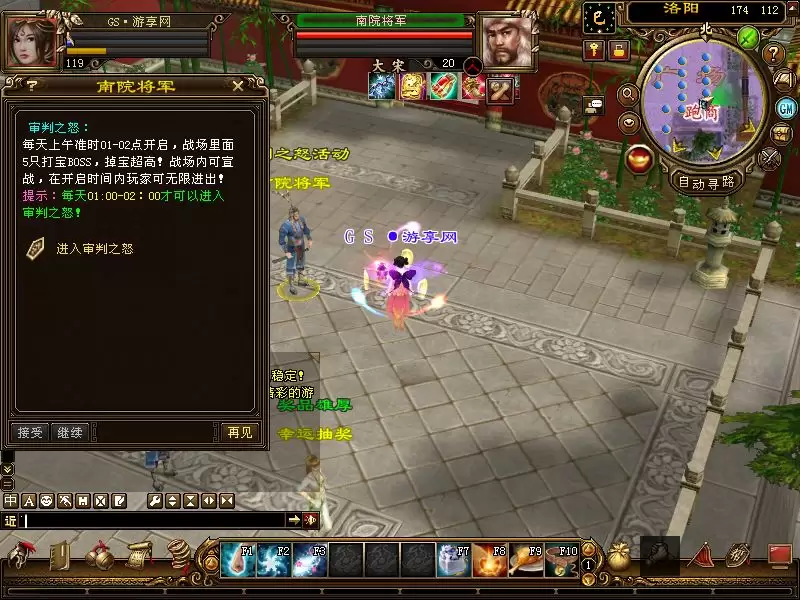 GS·游享网
119
南院将军
大宋
20
洛阳
174 112
北
GM
跑商
自动寻路
? 南院将军
审判之怒：
每天上午准时01-02点开启，战场里面
5只打宝BOSS，掉宝超高！战场内可宣
战，在开启时间内玩家可无限进出！
提示：每天01:00-02：00才可以进入
审判之怒！
进入审判之怒
接受
继续
再见
之怒活动
院将军
GS ●游享网
稳定！
精彩的游
奖品雄厚
幸运抽奖
中 A
近
F1 F2 F3 F7 F8 F9 F10
1